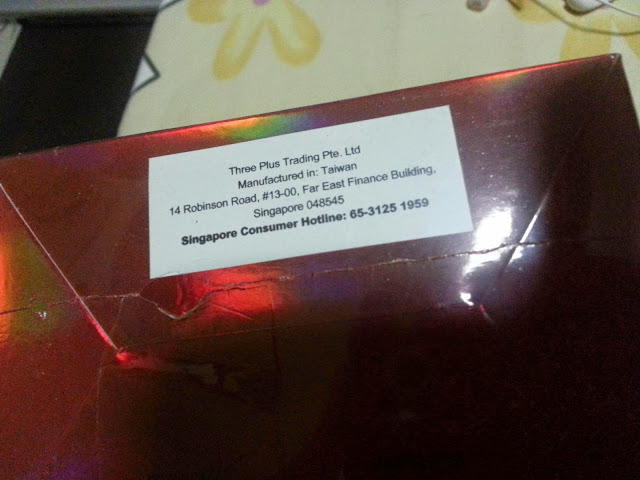 Three Plus Trading Pte. Ltd
Manufactured in: Taiwan
14 Robinson Road, #13-00, Far East Finance Building,
Singapore 048545
Singapore Consumer Hotline: 65-3125 1959